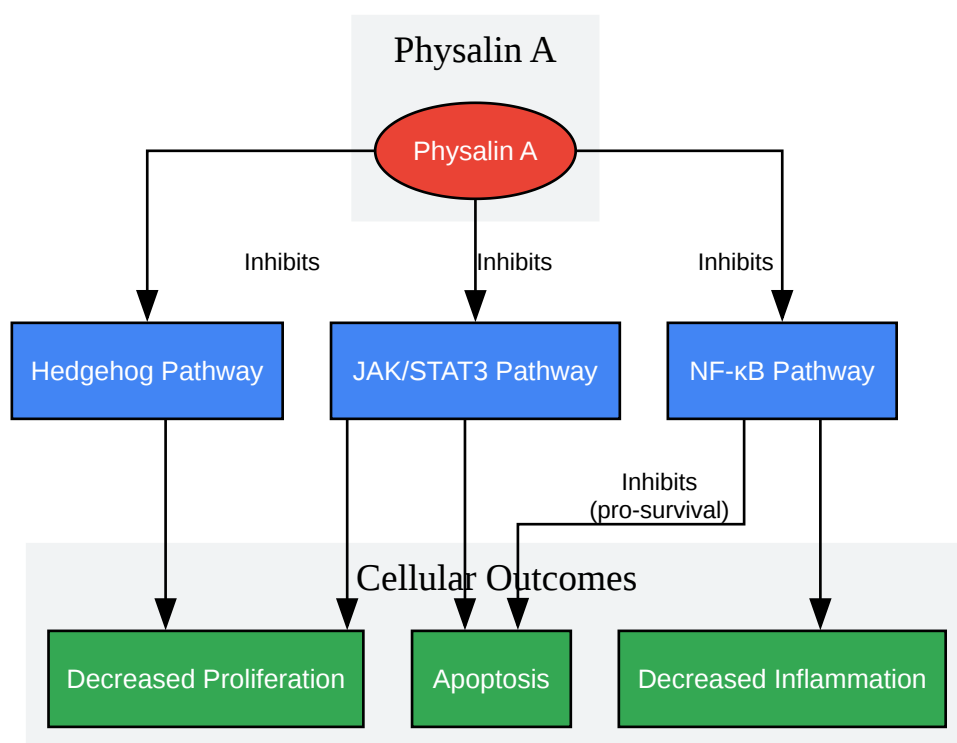 Physalin A
Physalin A
Inhibits
Inhibits
Inhibits
Hedgehog Pathway
JAK/STAT3 Pathway
NF-κB Pathway
Inhibits
(pro-survival)
Cellular Outcomes
Decreased Proliferation
Apoptosis
Decreased Inflammation